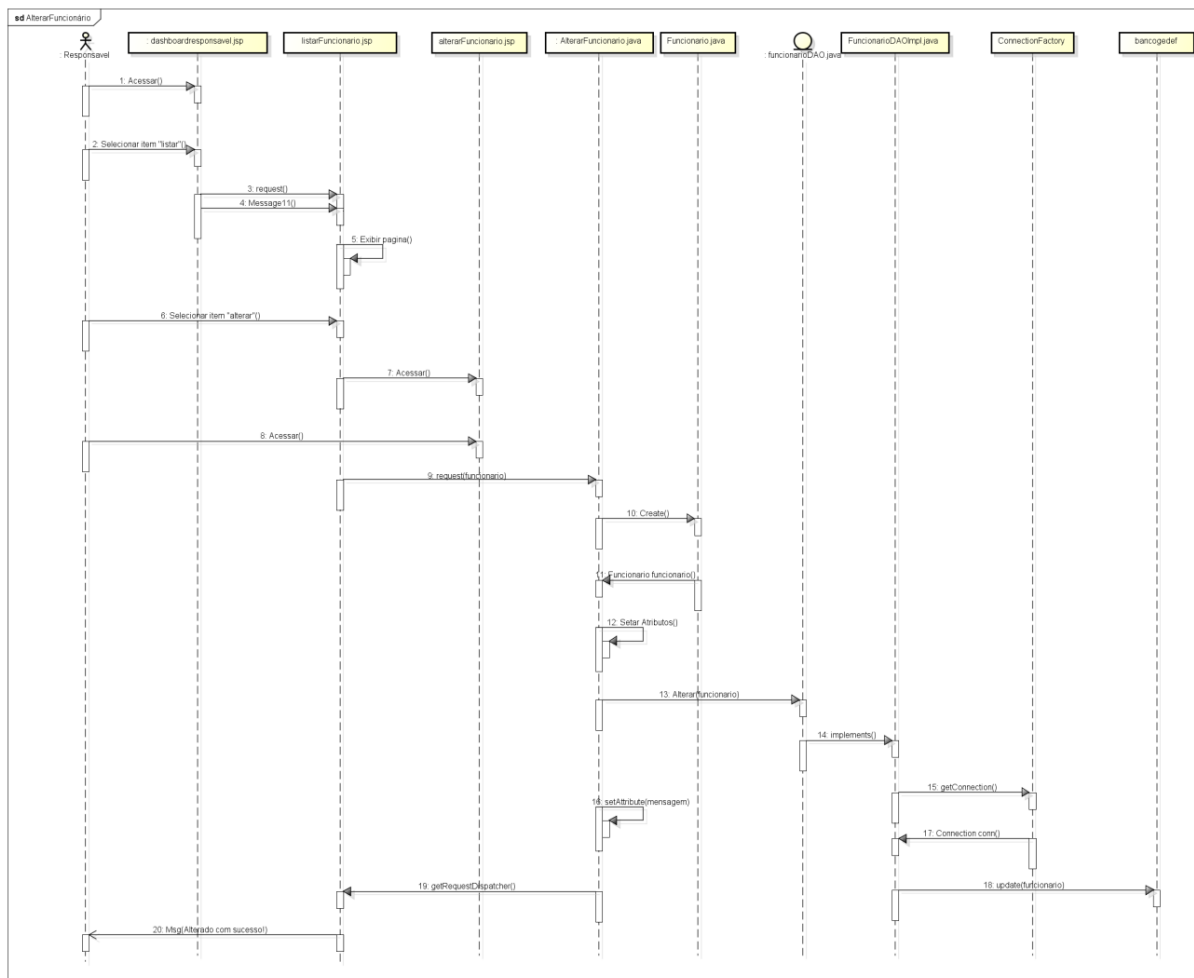 sd AlterarFuncionário
: Responsavel
: dashboardresponsavel.jsp
listarFuncionario.jsp
alterarFuncionario.jsp
: AlterarFuncionario.java
Funcionario.java
: funcionarioDAO.java
FuncionarioDAOImpl.java
ConnectionFactory
bancogedef
1: Acessar()
2: Selecionar item "listar"()
3: request()
4: Message11()
5: Exibir pagina()
6: Selecionar item "alterar"()
7: Acessar()
8: Acessar()
9: request(funcionario)
10: Create()
11: Funcionario funcionario()
12: Setar Atributos()
13: Alterar(funcionario)
14: implements()
15: getConnection()
16: setAttribute(mensagem)
17: Connection conn()
18: update(funcionario)
19: getRequestDispatcher()
20: Msg(Alterado com sucesso!)